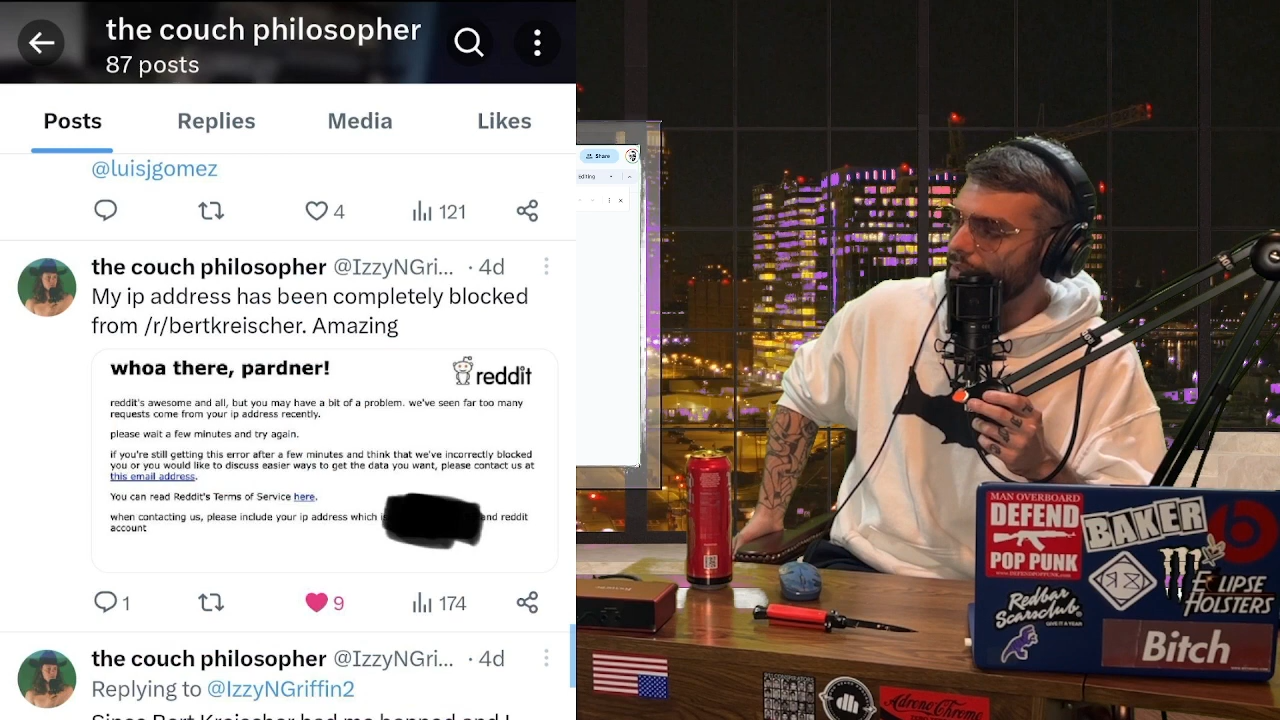 the couch philosopher
87 posts
Posts
Replies
Media
Likes
@luisjgomez
4
121
the couch philosopher @IzzyNGri... · 4d
My ip address has been completely blocked
from /r/bertkreischer. Amazing
whoa there, pardner!
reddit
reddit's awesome and all, but you may have a bit of a problem. we've seen far too many
requests come from your ip address recently.
please wait a few minutes and try again.
if you're still getting this error after a few minutes and think that we've incorrectly blocked
you or you would like to discuss easier ways to get the data you want, please contact us at
this email address.
You can read Reddit's Terms of Service here.
when contacting us, please include your ip address which
and reddit
account
1
9
174
the couch philosopher @IzzyNGri... · 4d
Replying to @IzzyNGriffin2
Share
MAN OVERBOARD
DEFEND
POP PUNK
WWW.DEFENDPOPPUNK.COM
BAKER
Redbar
Scarsclub
GIVE IT A YEAR
ECLIPSE
HOLSTERS
Bitch